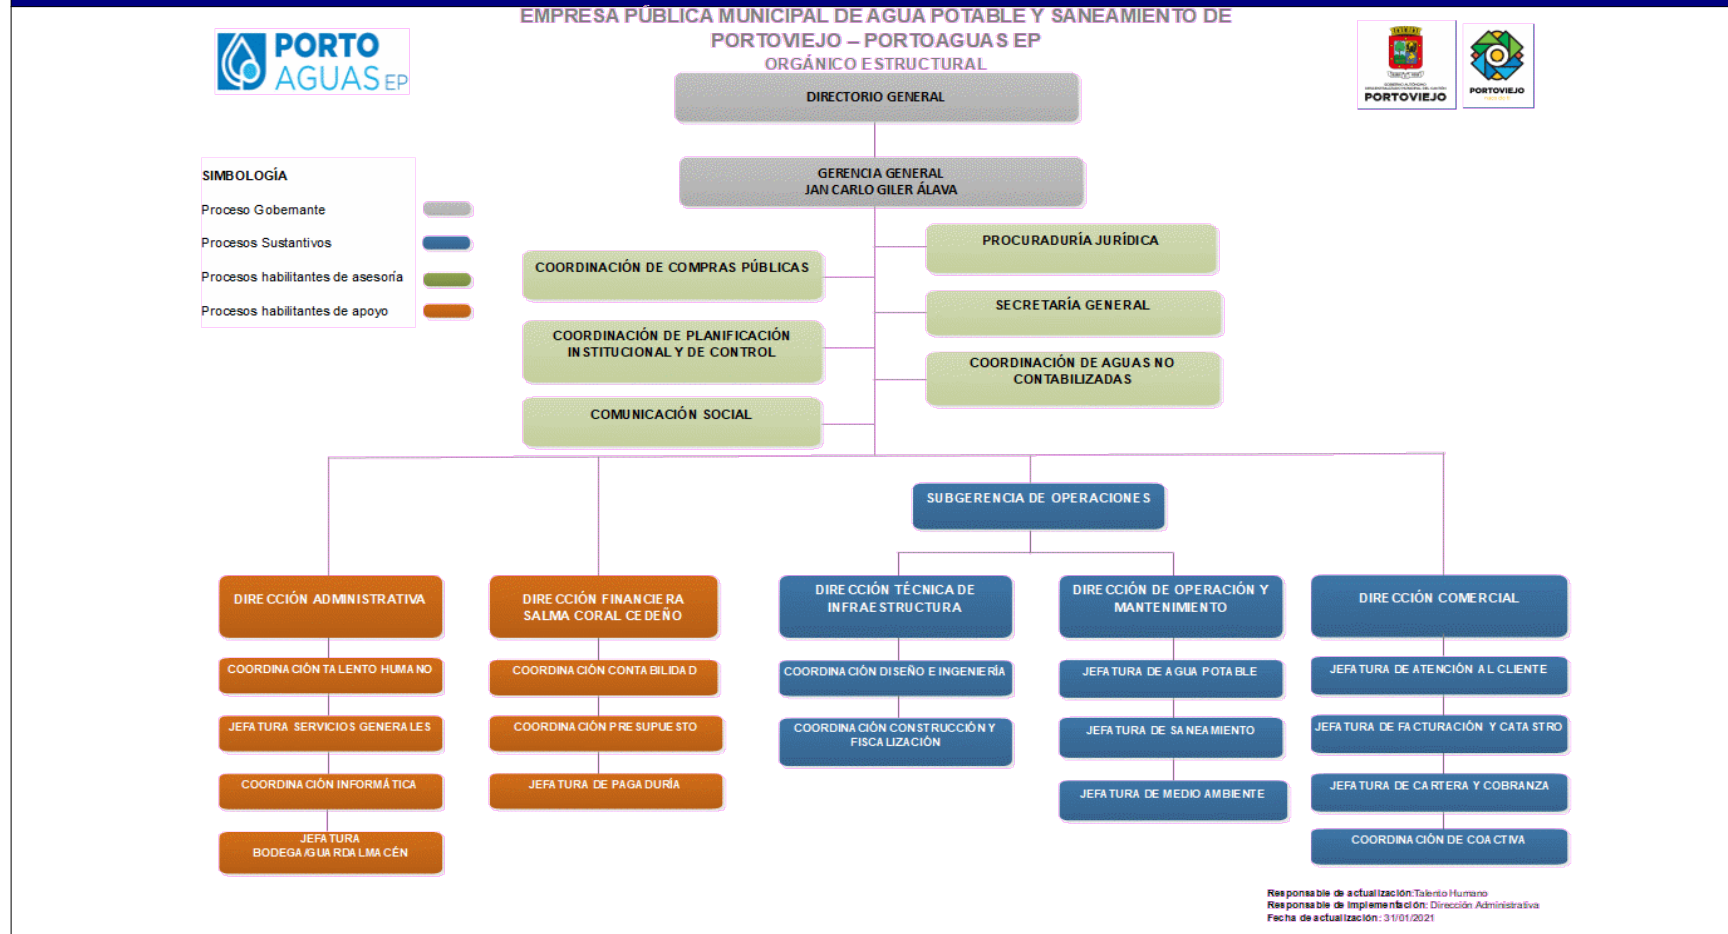 EMPRESA PÚBLICA MUNICIPAL DE AGUA POTABLE Y SANEAMIENTO DE
PORTOVIEJO – PORTOAGUAS EP
ORGÁNICO ESTRUCTURAL
PORTO
AGUAS EP
PORTOVIEJO
PORTOVIEJO
DIRECTORIO GENERAL
GERENCIA GENERAL
JAN CARLO GILER ÁLAVA
SIMBOLOGÍA
Proceso Gobernante
Procesos Sustantivos
Procesos habilitantes de asesoría
Procesos habilitantes de apoyo
PROCURADURÍA JURÍDICA
COORDINACIÓN DE COMPRAS PÚBLICAS
SECRETARÍA GENERAL
COORDINACIÓN DE PLANIFICACIÓN
INSTITUCIONAL Y DE CONTROL
COORDINACIÓN DE AGUAS NO
CONTABILIZADAS
COMUNICACIÓN SOCIAL
SUBGERENCIA DE OPERACIONES
DIRECCIÓN ADMINISTRATIVA
COORDINACIÓN TALENTO HUMANO
JEFATURA SERVICIOS GENERALES
COORDINACIÓN INFORMÁTICA
JEFATURA
BODEGA/GUARDALMACÉN
DIRECCIÓN FINANCIERA
SALMA CORAL CEDEÑO
COORDINACIÓN CONTABILIDAD
COORDINACIÓN PRESUPUESTO
JEFATURA DE PAGADURÍA
DIRECCIÓN TÉCNICA DE
INFRAESTRUCTURA
COORDINACIÓN DISEÑO E INGENIERÍA
COORDINACIÓN CONSTRUCCIÓN Y
FISCALIZACIÓN
DIRECCIÓN DE OPERACIÓN Y
MANTENIMIENTO
JEFATURA DE AGUA POTABLE
JEFATURA DE SANEAMIENTO
JEFATURA DE MEDIO AMBIENTE
DIRECCIÓN COMERCIAL
JEFATURA DE ATENCIÓN AL CLIENTE
JEFATURA DE FACTURACIÓN Y CATASTRO
JEFATURA DE CARTERA Y COBRANZA
COORDINACIÓN DE COACTIVA
Responsable de actualización:Talento Humano
Responsable de Implementación: Dirección Administrativa
Fecha de actualización: 31/01/2021